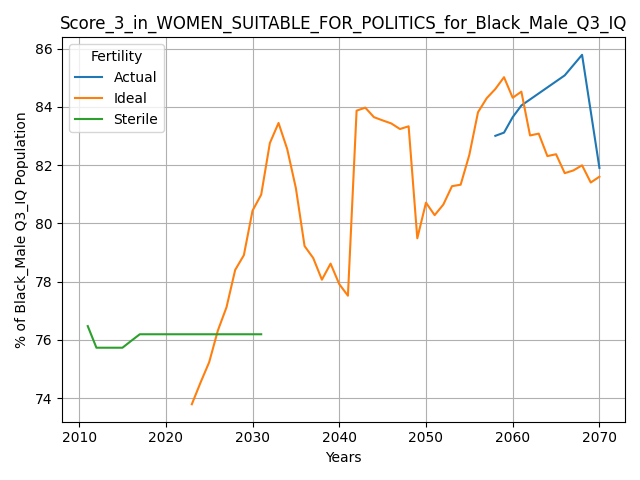 Score_3_in_WOMEN_SUITABLE_FOR_POLITICS_for_Black_Male_Q3_IQ
% of Black_Male Q3_IQ Population
86
84
82
80
78
76
74
Fertility
Actual
Ideal
Sterile
2010 2020 2030 2040 2050 2060 2070
Years